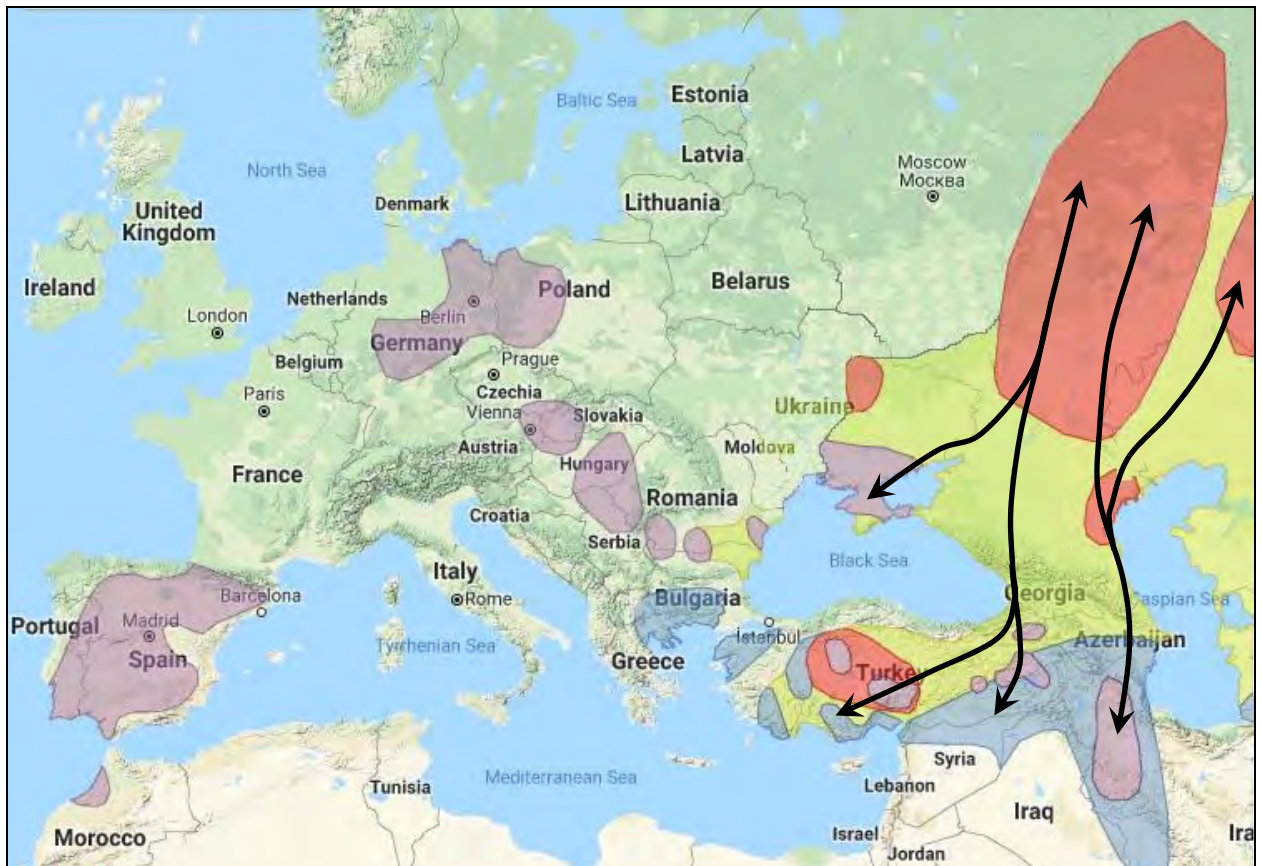 Estonia
Baltic Sea
Latvia
Moscow
Москва
North Sea
Denmark
Lithuania
United
Kingdom
Ireland
Belarus
Netherlands
Poland
London
Berlin
Germany
Belgium
Prague
Paris
Czechia
Ukraine
Vienna
Slovakia
Austria
Moldova
France
Hungary
Romania
Croatia
Serbia
Black Sea
Italy
Georgia
Barcelona
Rome
Bulgaria
Caspian Sea
Portugal
Madrid
Tyrrhenian Sea
İstanbul
Azerbaijan
Spain
Greece
Turkey
Syria
Mediterranean Sea
Tunisia
Lebanon
Iraq
Morocco
Israel
Ira
Jordan